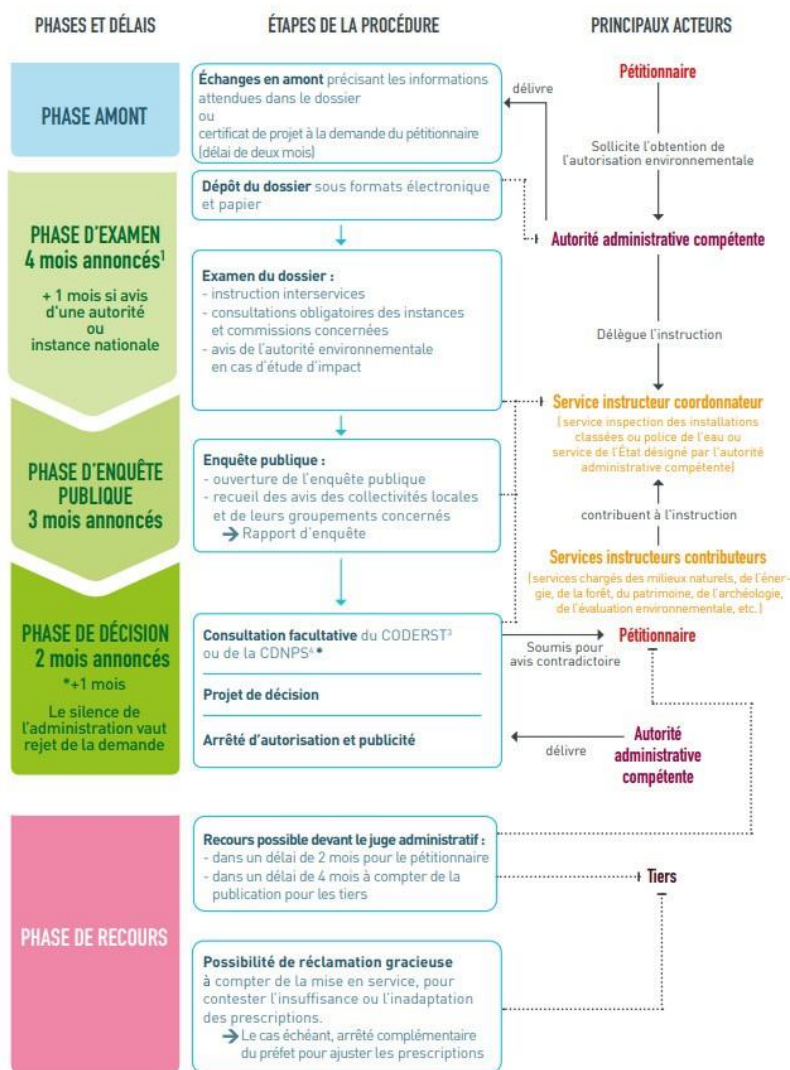 PHASES ET DÉLAIS
ÉTAPES DE LA PROCÉDURE
PRINCIPAUX ACTEURS
PHASE AMONT
Échanges en amont précisant les informations
attendues dans le dossier
ou
certificat de projet à la demande du pétitionnaire
(délai de deux mois)
délivre
Pétitionnaire
Sollicite l'obtention de
l'autorisation environnementale
Autorité administrative compétente
PHASE D'EXAMEN
4 mois annoncés¹
+ 1 mois si avis
d'une autorité
ou
instance nationale
Dépôt du dossier sous formats électronique
et papier
Examen du dossier :
- instruction interservices
- consultations obligatoires des instances
et commissions concernées
- avis de l'autorité environnementale
en cas d'étude d'impact
Délègue l'instruction
Service instructeur coordonnateur
(service inspection des installations
classées ou police de l'eau ou
service de l'État désigné par l'autorité
administrative compétente)
PHASE D'ENQUÊTE
PUBLIQUE
3 mois annoncés
Enquête publique :
- ouverture de l'enquête publique
- recueil des avis des collectivités locales
et de leurs groupements concernés
→ Rapport d'enquête
contribuent à l'instruction
Services instructeurs contributeurs
(services chargés des milieux naturels, de l'éner-
gie, de la forêt, du patrimoine, de l'archéologie,
de l'évaluation environnementale, etc.)
PHASE DE DÉCISION
2 mois annoncés
*+1 mois
Le silence de
l'administration vaut
rejet de la demande
Consultation facultative du CODERST³
ou de la CDNPS⁴ *
Projet de décision
Arrêté d'autorisation et publicité
Soumis pour
avis contradictoire
Pétitionnaire
délivre
Autorité
administrative
compétente
PHASE DE RECOURS
Recours possible devant le juge administratif :
- dans un délai de 2 mois pour le pétitionnaire
- dans un délai de 4 mois à compter de la
publication pour les tiers
Tiers
Possibilité de réclamation gracieuse
à compter de la mise en service, pour
contester l'insuffisance ou l'inadaptation
des prescriptions.
→ Le cas échéant, arrêté complémentaire
du préfet pour ajuster les prescriptions